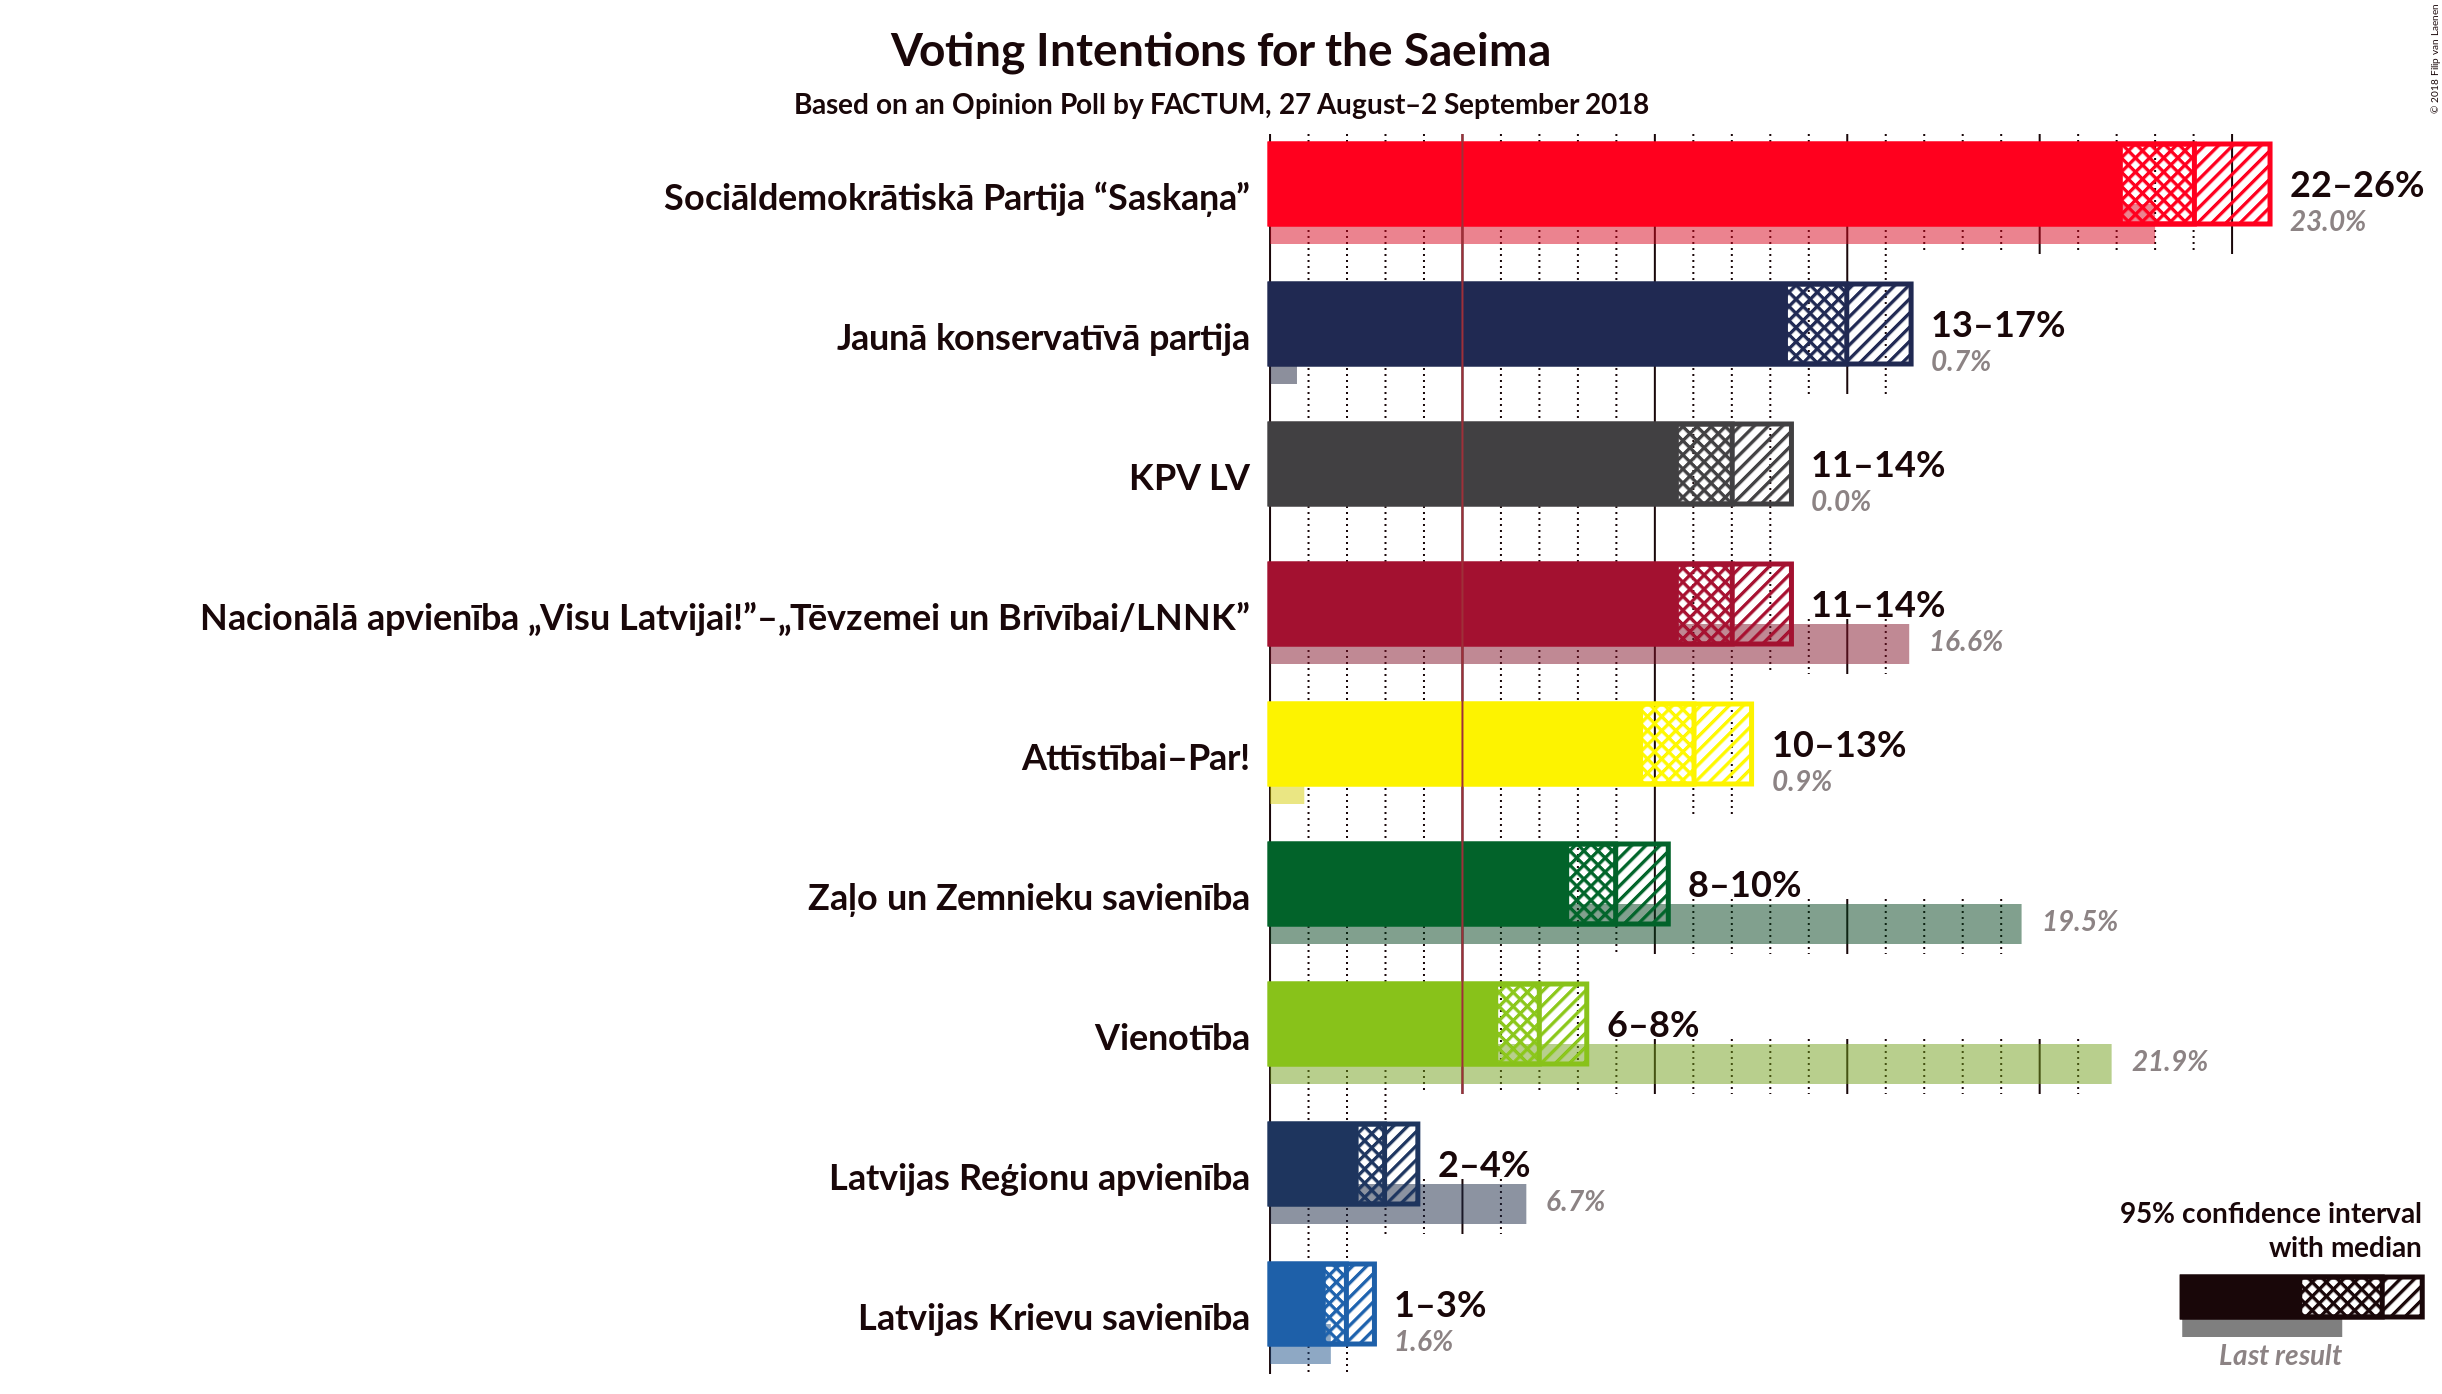 Voting Intentions for the Saeima
Based on an Opinion Poll by FACTUM, 27 August–2 September 2018
© 2018 Filip van Laenen
Sociāldemokrātiskā Partija “Saskaņa”
22–26%
23.0%
Jaunā konservatīvā partija
13–17%
0.7%
KPV LV
11–14%
0.0%
Nacionālā apvienība „Visu Latvijai!”–„Tēvzemei un Brīvībai/LNNK”
11–14%
16.6%
Attīstībai–Par!
10–13%
0.9%
Zaļo un Zemnieku savienība
8–10%
19.5%
Vienotība
6–8%
21.9%
Latvijas Reģionu apvienība
2–4%
6.7%
Latvijas Krievu savienība
1–3%
1.6%
95% confidence interval
with median
Last result